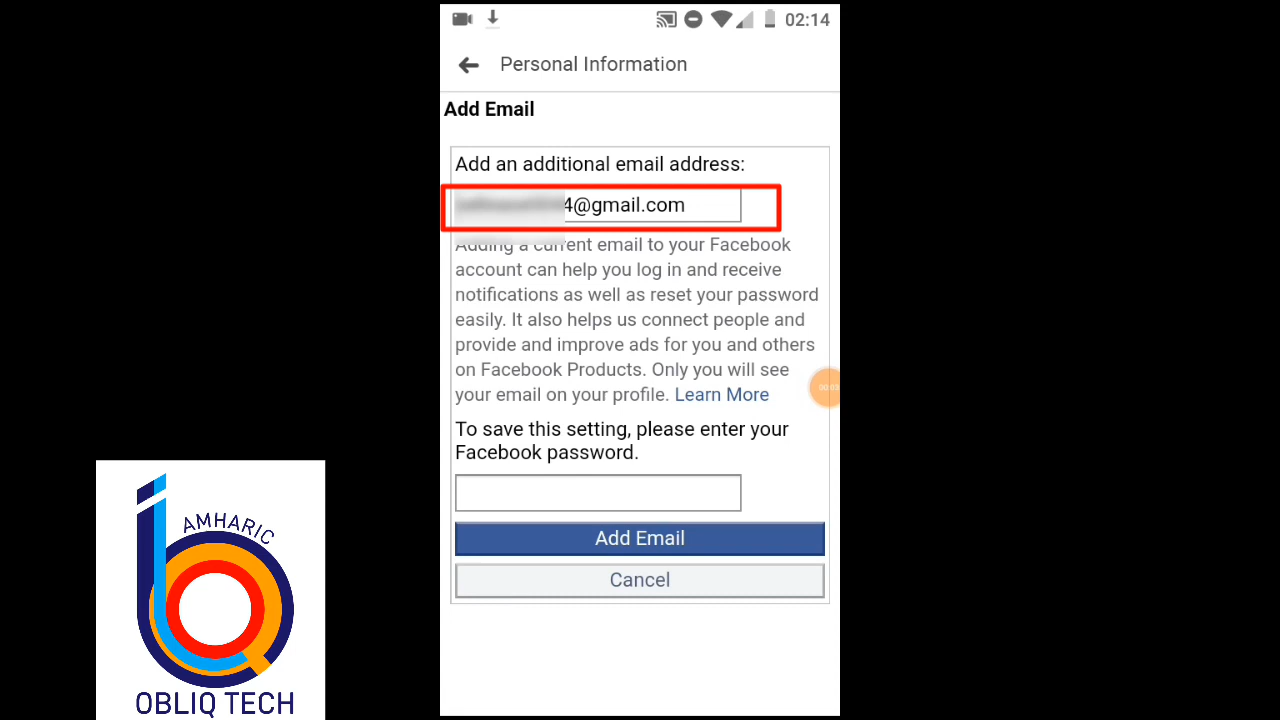 02:14
Personal Information
Add Email
Add an additional email address:
4@gmail.com
Adding a current email to your Facebook
account can help you log in and receive
notifications as well as reset your password
easily. It also helps us connect people and
provide and improve ads for you and others
on Facebook Products. Only you will see
your email on your profile. Learn More
To save this setting, please enter your
Facebook password.
Add Email
Cancel
AMHARIC
OBLIQ TECH